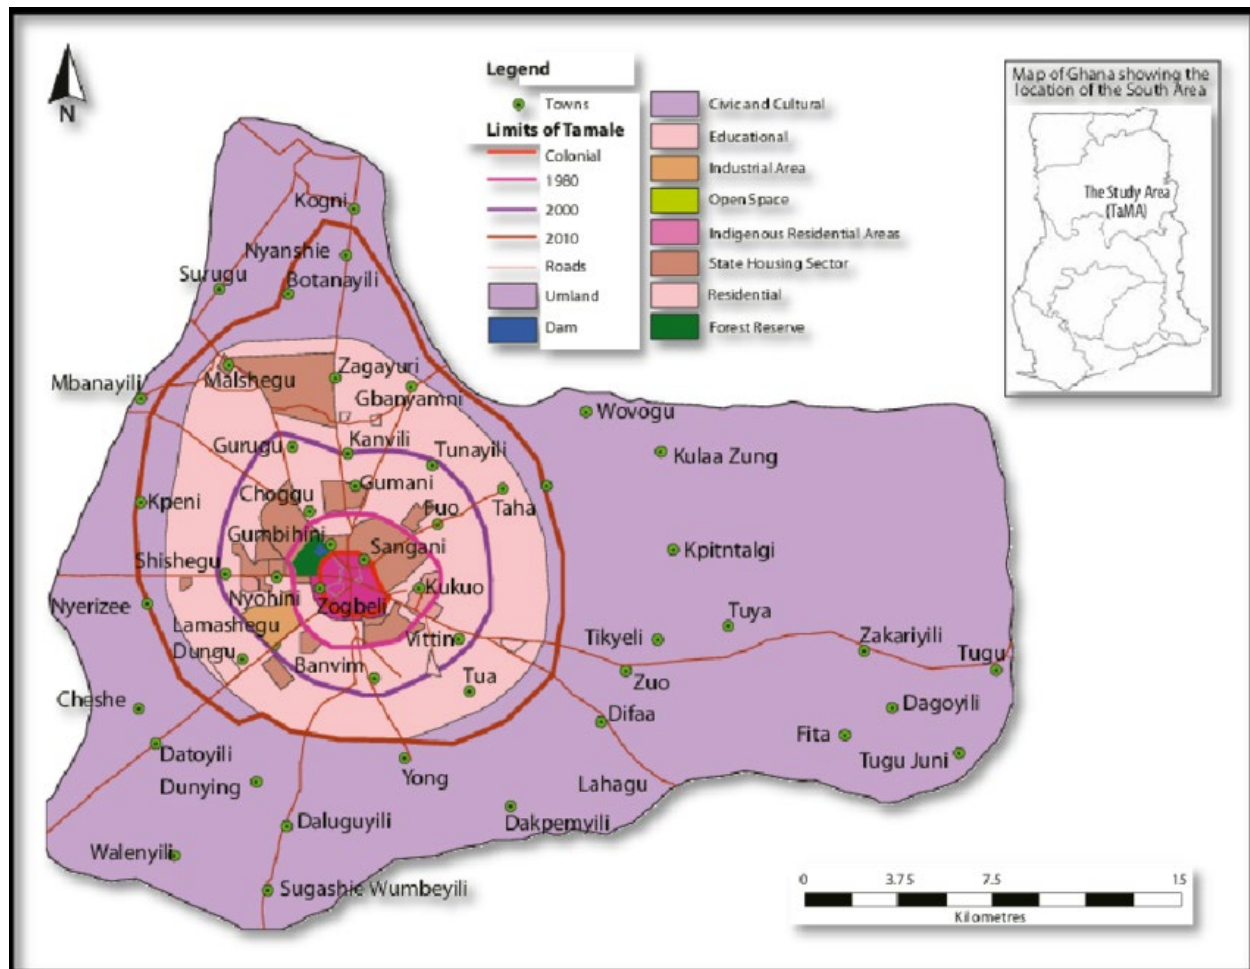 N
Legend
Towns
Limits of Tamale
Colonial
1980
2000
2010
Roads
Umland
Dam
Civic and Cultural
Educational
Industrial Area
Open Space
Indigenous Residential Areas
State Housing Sector
Residential
Forest Reserve
Map of Ghana showing the
location of the South Area
The Study Area
(TaMA)
Kogni
Nyanshie
Surugu
Botanayili
Mbanayili
Malshegu
Zagayuri
Gbanyamni
Wovogu
Gurugu
Kanvili
Tunayili
Kulaa Zung
Kpeni
Choggu
Gumani
Fuo
Taha
Gumbihini
Sangani
Kpitntalgi
Shishegu
Nyohini
Zogbeli
Kukuo
Nyerizee
Lamashegu
Dungu
Banvim
Vittin
Tua
Tikyeli
Tuya
Zuo
Zakariyili
Tugu
Cheshe
Difaa
Dagoyili
Fita
Tugu Juni
Datoyili
Dunying
Yong
Lahagu
Daluguyili
Dakpemyili
Walenyili
Sugashie Wumbeyili
0 3.75 7.5 15
Kilometres